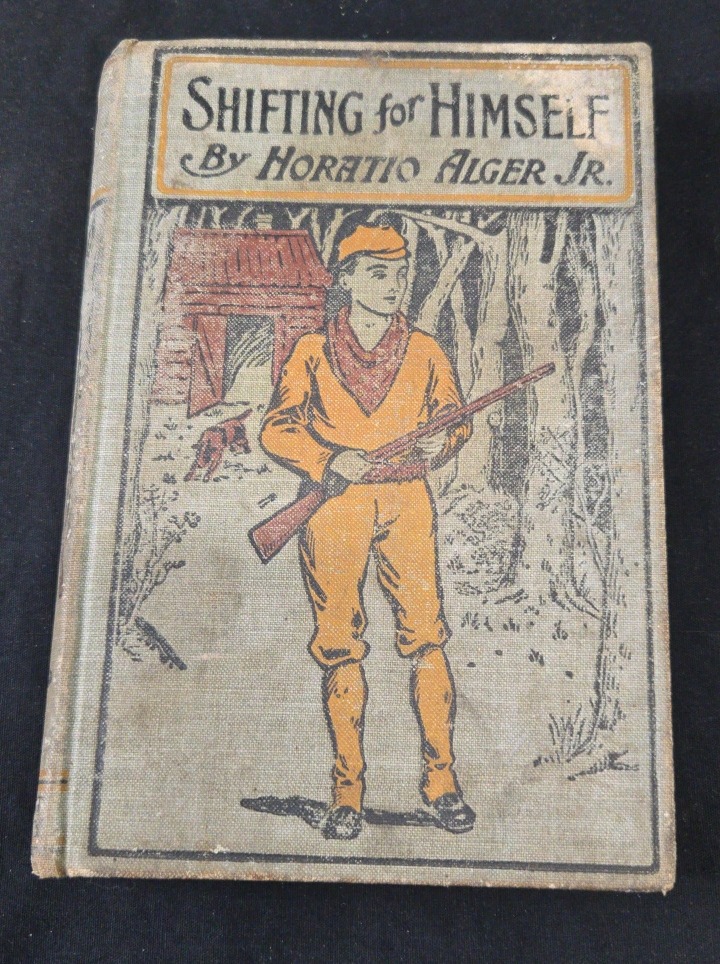 SHIFTING for HIMSELF
By HORATIO ALGER JR.